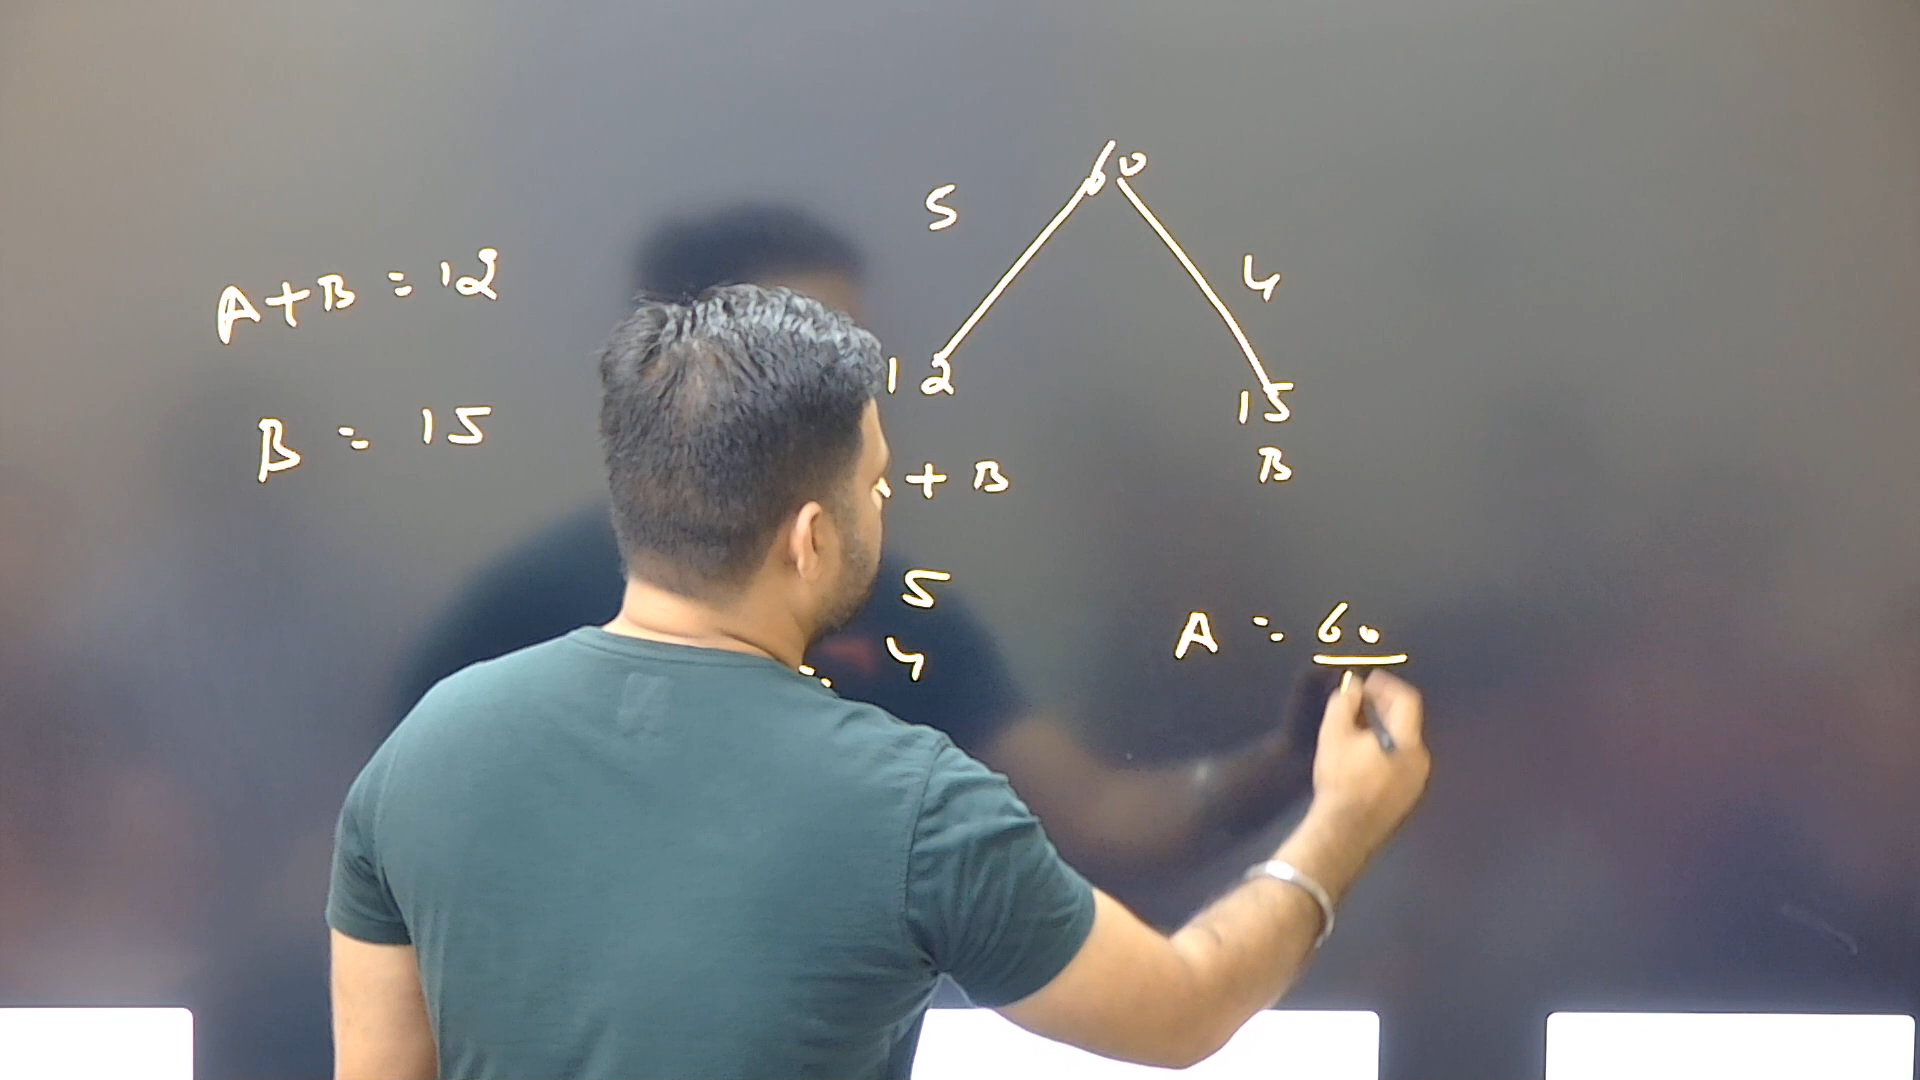 A+B = 12
B = 15
60
5
4
12
15
+ B
B
5
= 4
A = 60